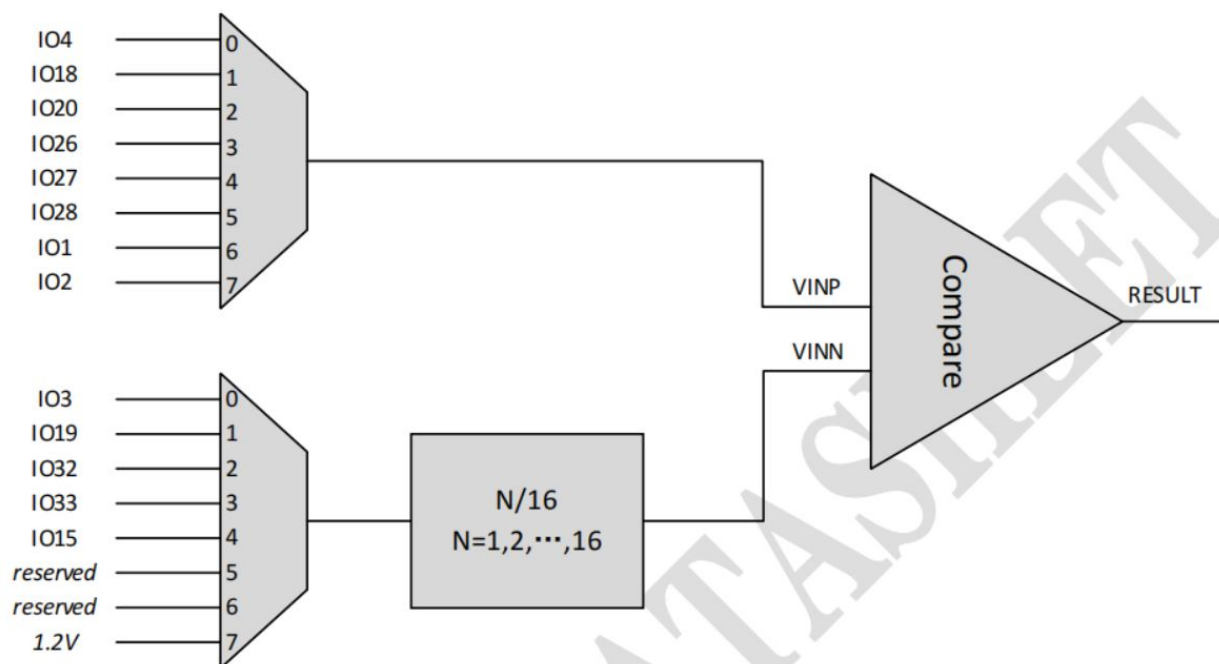 IO4
0
IO18
1
IO20
2
IO26
3
IO27
4
IO28
5
IO1
6
IO2
7
VINP
VINN
Compare
RESULT
IO3
0
IO19
1
IO32
2
IO33
3
IO15
4
reserved
5
reserved
6
1.2V
7
N/16
N=1,2,⋯,16